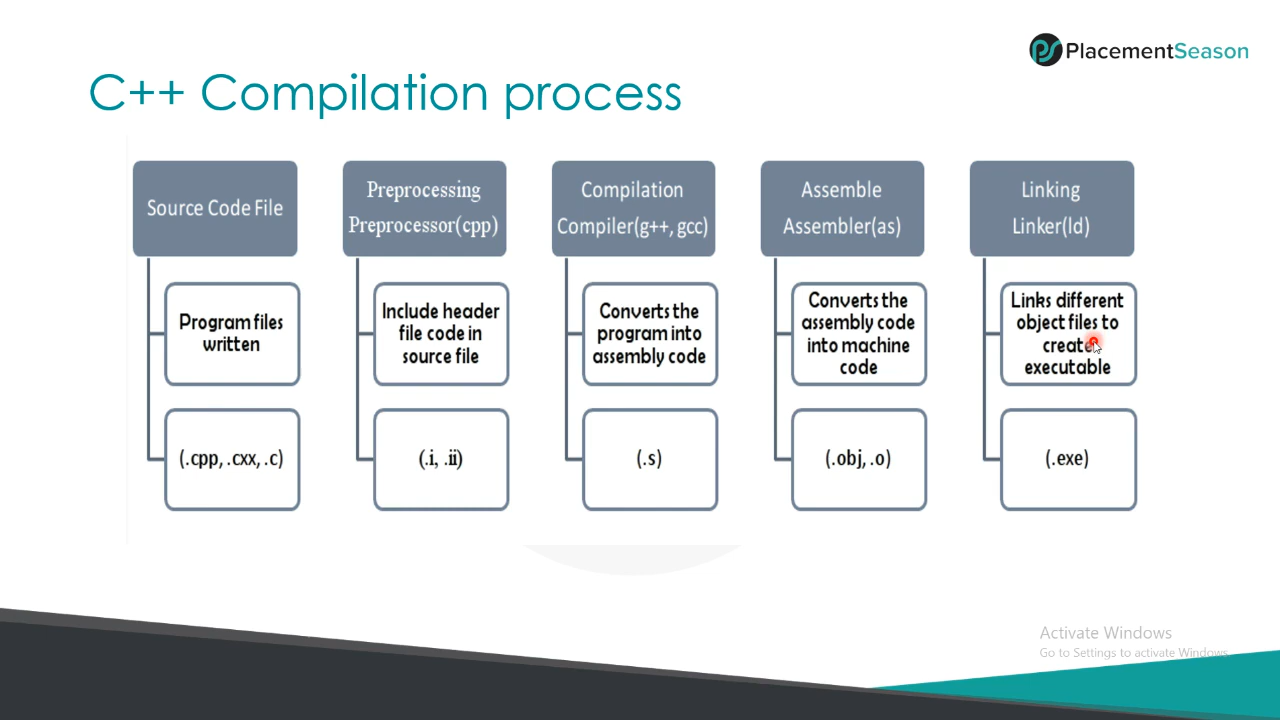 PlacementSeason
C++ Compilation process
Source Code File
Program files
written
(.cpp, .cxx, .c)
Preprocessing
Preprocessor(cpp)
Include header
file code in
source file
(.i, .ii)
Compilation
Compiler(g++, gcc)
Converts the
program into
assembly code
(.s)
Assemble
Assembler(as)
Converts the
assembly code
into machine
code
(.obj, .o)
Linking
Linker(ld)
Links different
object files to
create
executable
(.exe)
Activate Windows
Go to Settings to activate Windows.